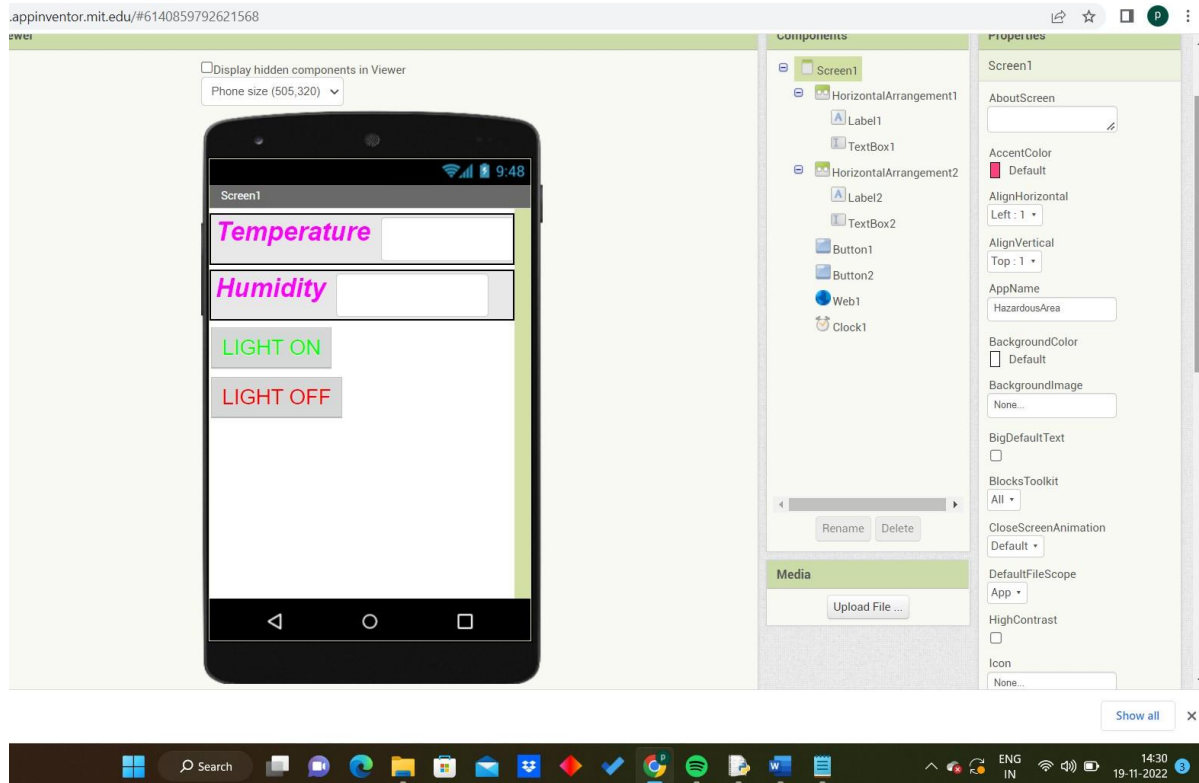 .appinventor.mit.edu/#6140859792621568
P
Components
Properties
Display hidden components in Viewer
Phone size (505,320)
9:48
Screen1
Temperature
Humidity
LIGHT ON
LIGHT OFF
Screen1
HorizontalArrangement1
A Label1
TextBox1
HorizontalArrangement2
A Label2
TextBox2
Button1
Button2
Web1
Clock1
Rename Delete
Media
Upload File ...
Screen1
AboutScreen
AccentColor
Default
AlignHorizontal
Left : 1
AlignVertical
Top : 1
AppName
HazardousArea
BackgroundColor
Default
BackgroundImage
None...
BigDefaultText
BlocksToolkit
All
CloseScreenAnimation
Default
DefaultFileScope
App
HighContrast
Icon
None...
Show all
Search
ENG
IN
14:30
19-11-2022
3